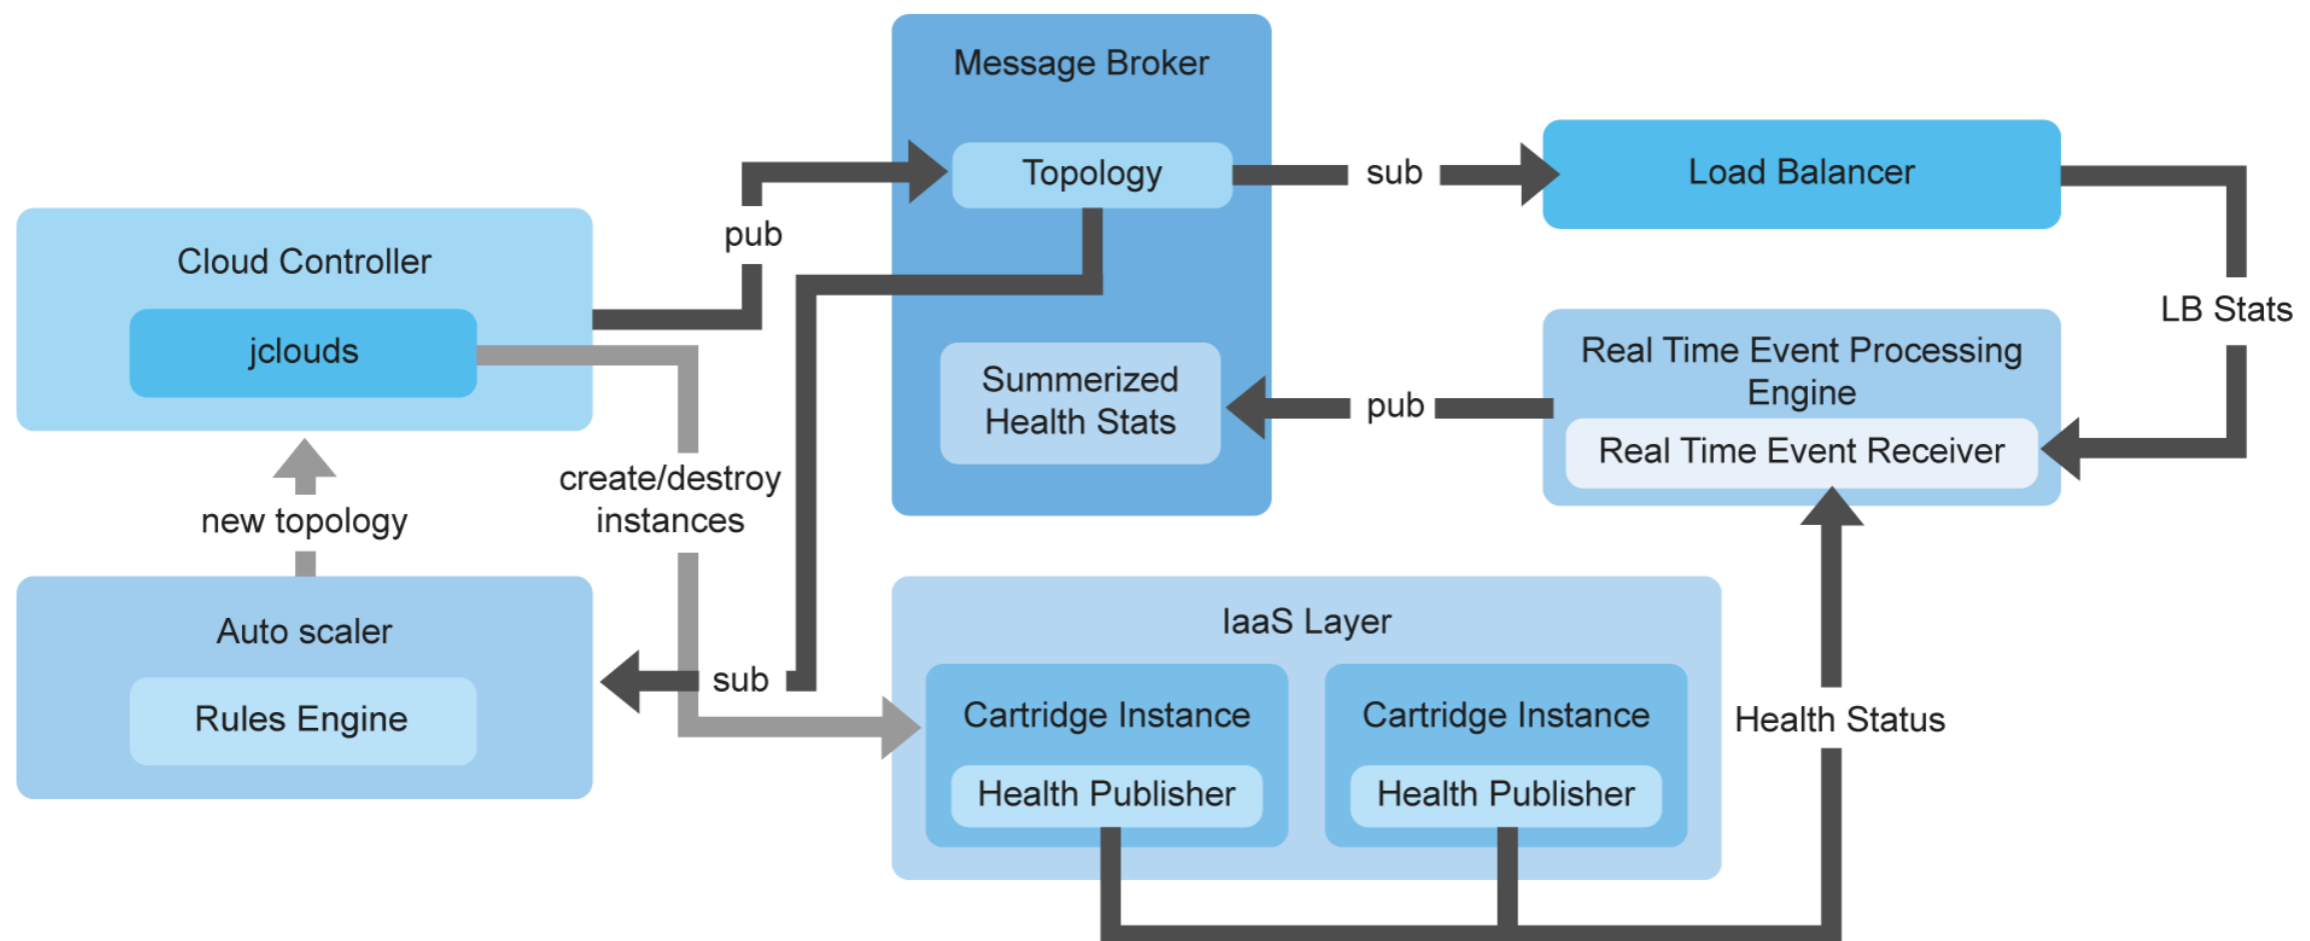 Message Broker
Topology
sub
Load Balancer
pub
Cloud Controller
jclouds
LB Stats
Real Time Event Processing
Engine
Real Time Event Receiver
Summerized
Health Stats
pub
create/destroy
instances
new topology
Auto scaler
Rules Engine
sub
IaaS Layer
Cartridge Instance
Health Publisher
Cartridge Instance
Health Publisher
Health Status